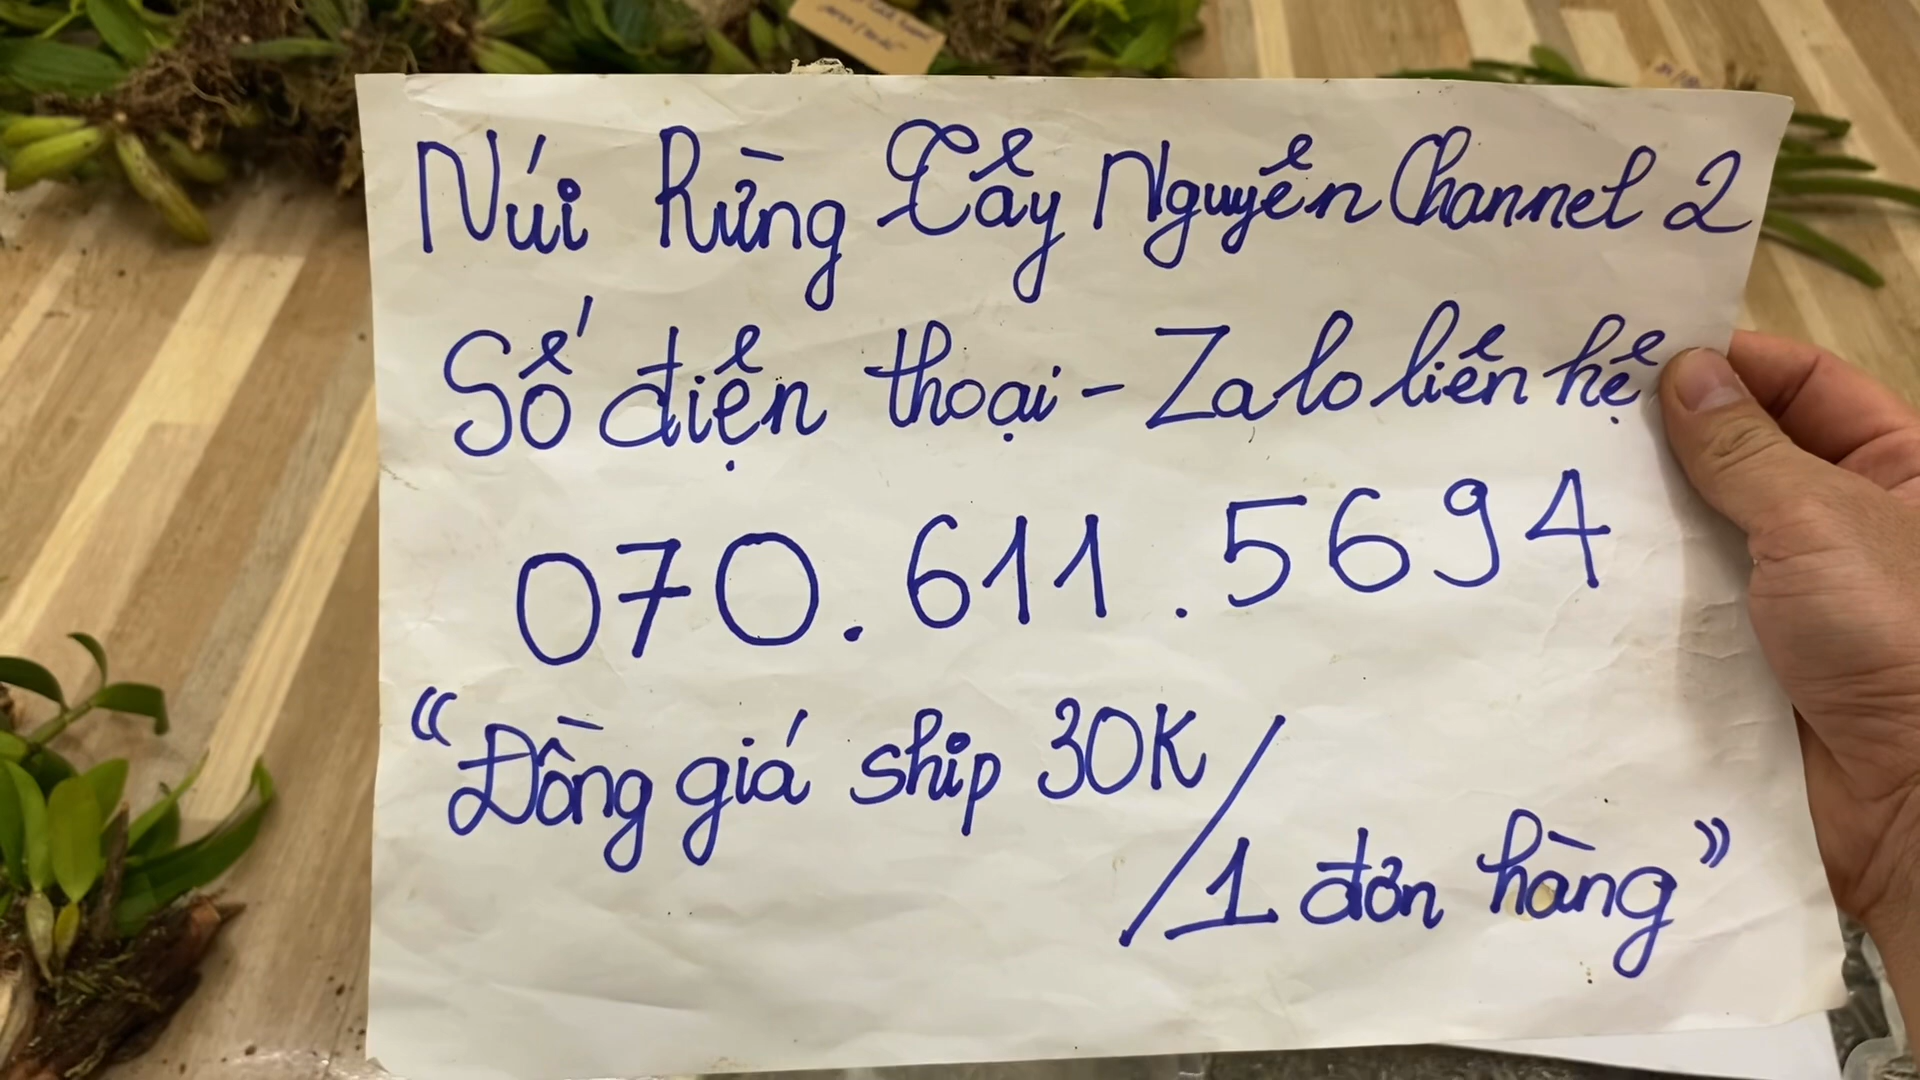 Núi Rừng Tây Nguyên Channel 2
Số điện thoại - Zalo liên hệ
070.611.5694
"Đồng giá ship 30K
/1 đơn hàng"